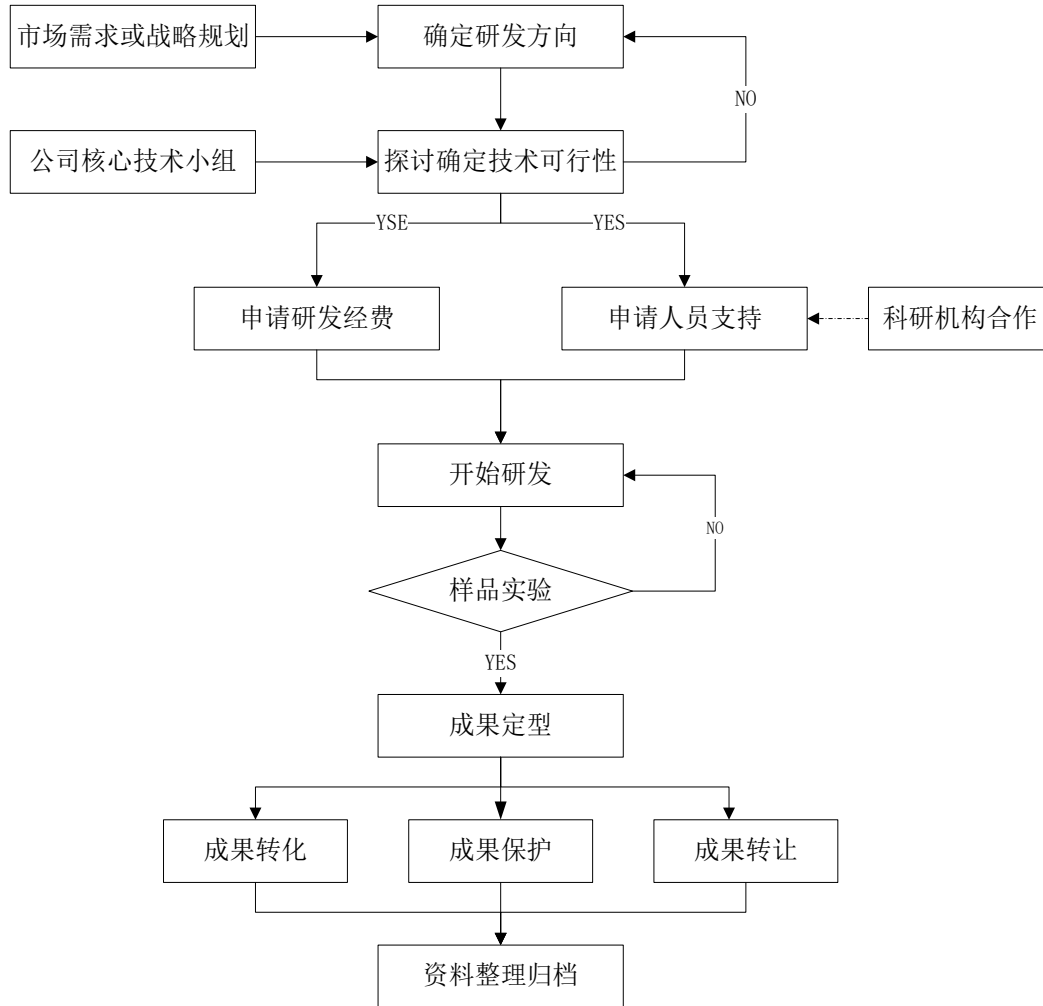 市场需求或战略规划
确定研发方向
NO
公司核心技术小组
探讨确定技术可行性
YSE
YES
申请研发经费
申请人员支持
科研机构合作
开始研发
NO
样品实验
YES
成果定型
成果转化
成果保护
成果转让
资料整理归档